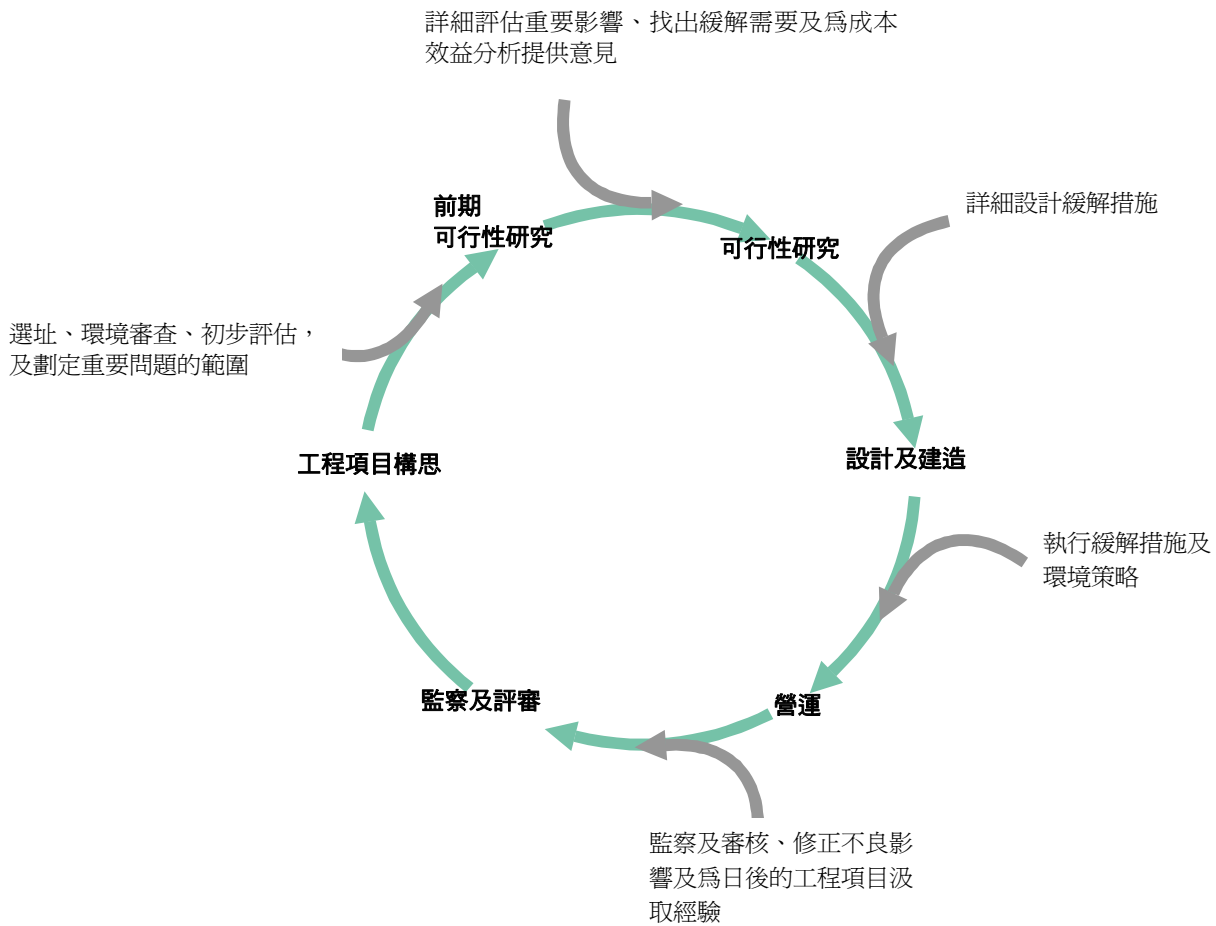 詳細評估重要影響、找出緩解需要及爲成本
效益分析提供意見
前期
可行性研究
可行性研究
詳細設計緩解措施
選址、環境審查、初步評估，
及劃定重要問題的範圍
工程項目構思
設計及建造
執行緩解措施及
環境策略
監察及評審
營運
監察及審核、修正不良影
響及爲日後的工程項目汲
取經驗